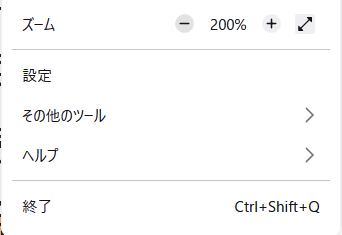 ズーム − 200% +
設定
その他のツール
ヘルプ
終了 Ctrl+Shift+Q